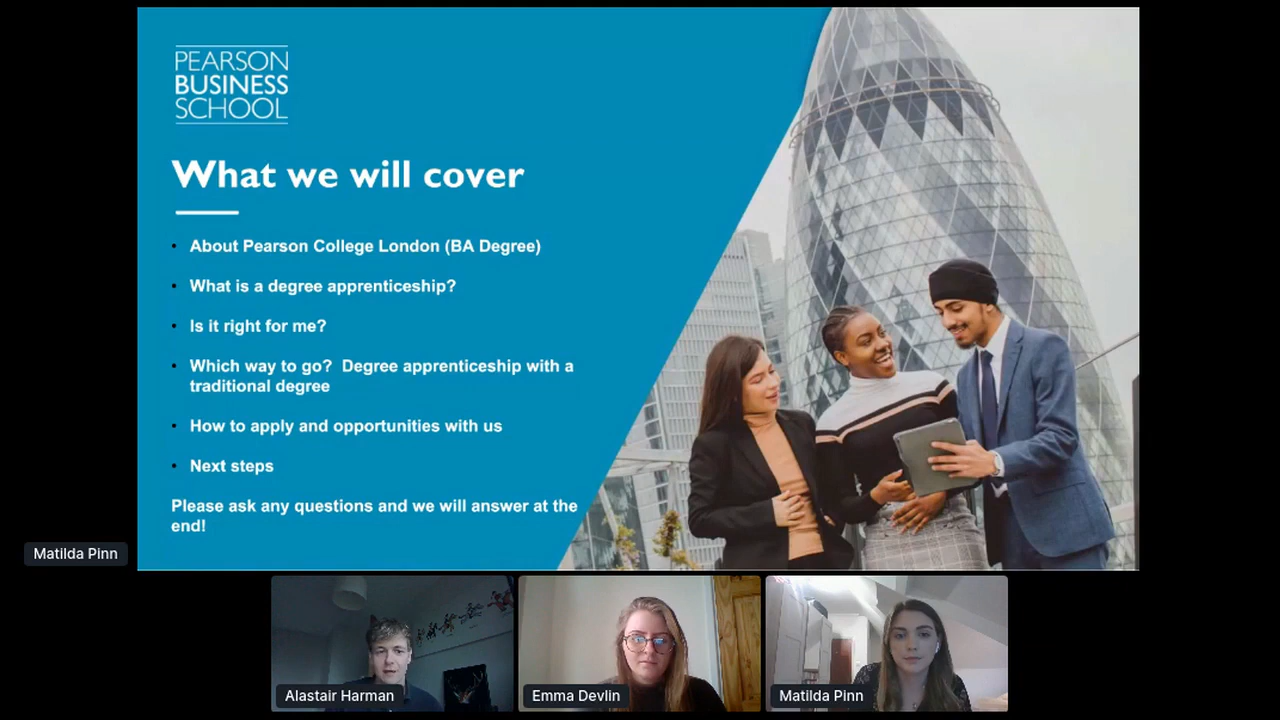 PEARSON
BUSINESS
SCHOOL
What we will cover
• About Pearson College London (BA Degree)
• What is a degree apprenticeship?
• Is it right for me?
• Which way to go?  Degree apprenticeship with a
traditional degree
• How to apply and opportunities with us
• Next steps
Please ask any questions and we will answer at the
end!
Matilda Pinn
Alastair Harman
Emma Devlin
Matilda Pinn